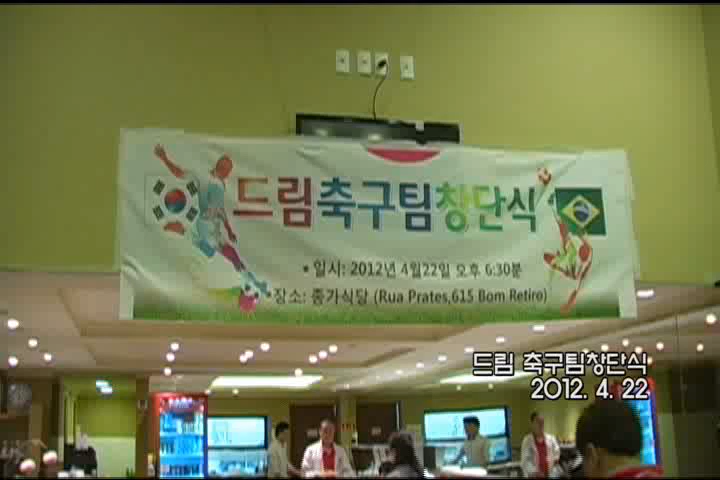 드림축구팀창단식
• 일시: 2012년 4월22일 오후 6:30분
• 장소: 종가식당 (Rua Prates,615 Bom Retiro)
드림 축구팀창단식
2012. 4. 22